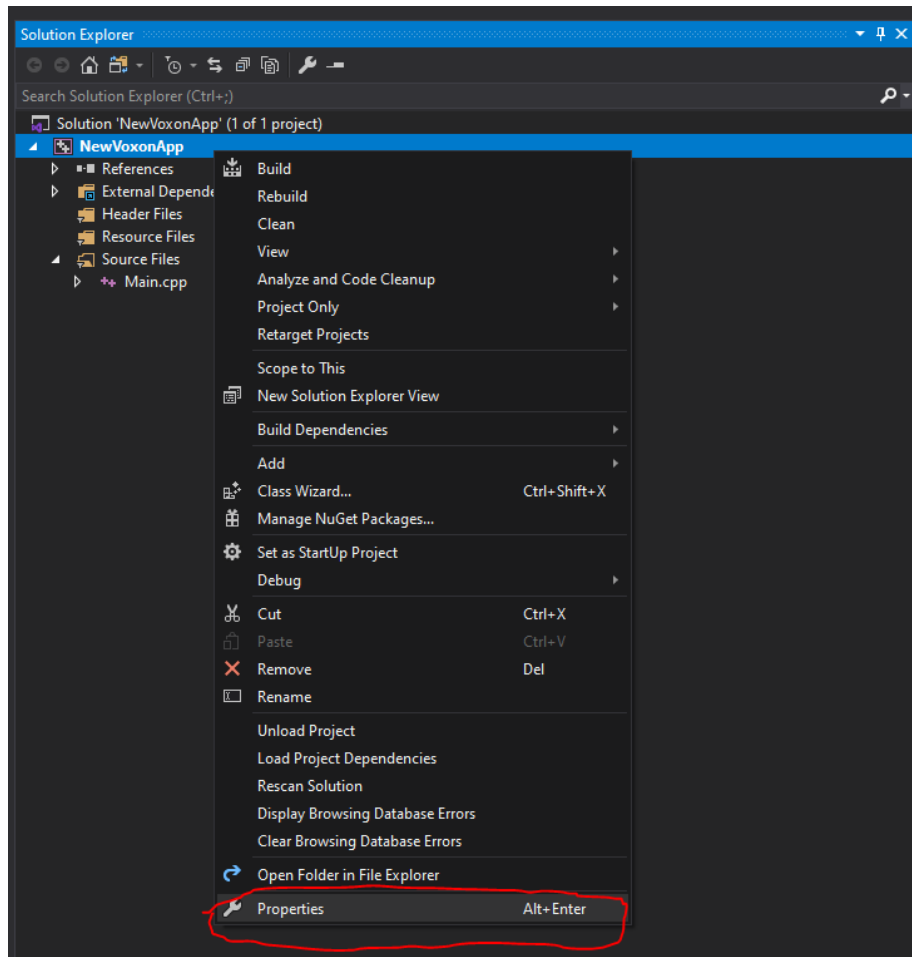 Solution Explorer
Search Solution Explorer (Ctrl+;)
Solution 'NewVoxonApp' (1 of 1 project)
NewVoxonApp
References
External Depende
Header Files
Resource Files
Source Files
Main.cpp
Build
Rebuild
Clean
View
Analyze and Code Cleanup
Project Only
Retarget Projects
Scope to This
New Solution Explorer View
Build Dependencies
Add
Class Wizard... Ctrl+Shift+X
Manage NuGet Packages...
Set as StartUp Project
Debug
Cut Ctrl+X
Paste Ctrl+V
Remove Del
Rename
Unload Project
Load Project Dependencies
Rescan Solution
Display Browsing Database Errors
Clear Browsing Database Errors
Open Folder in File Explorer
Properties Alt+Enter